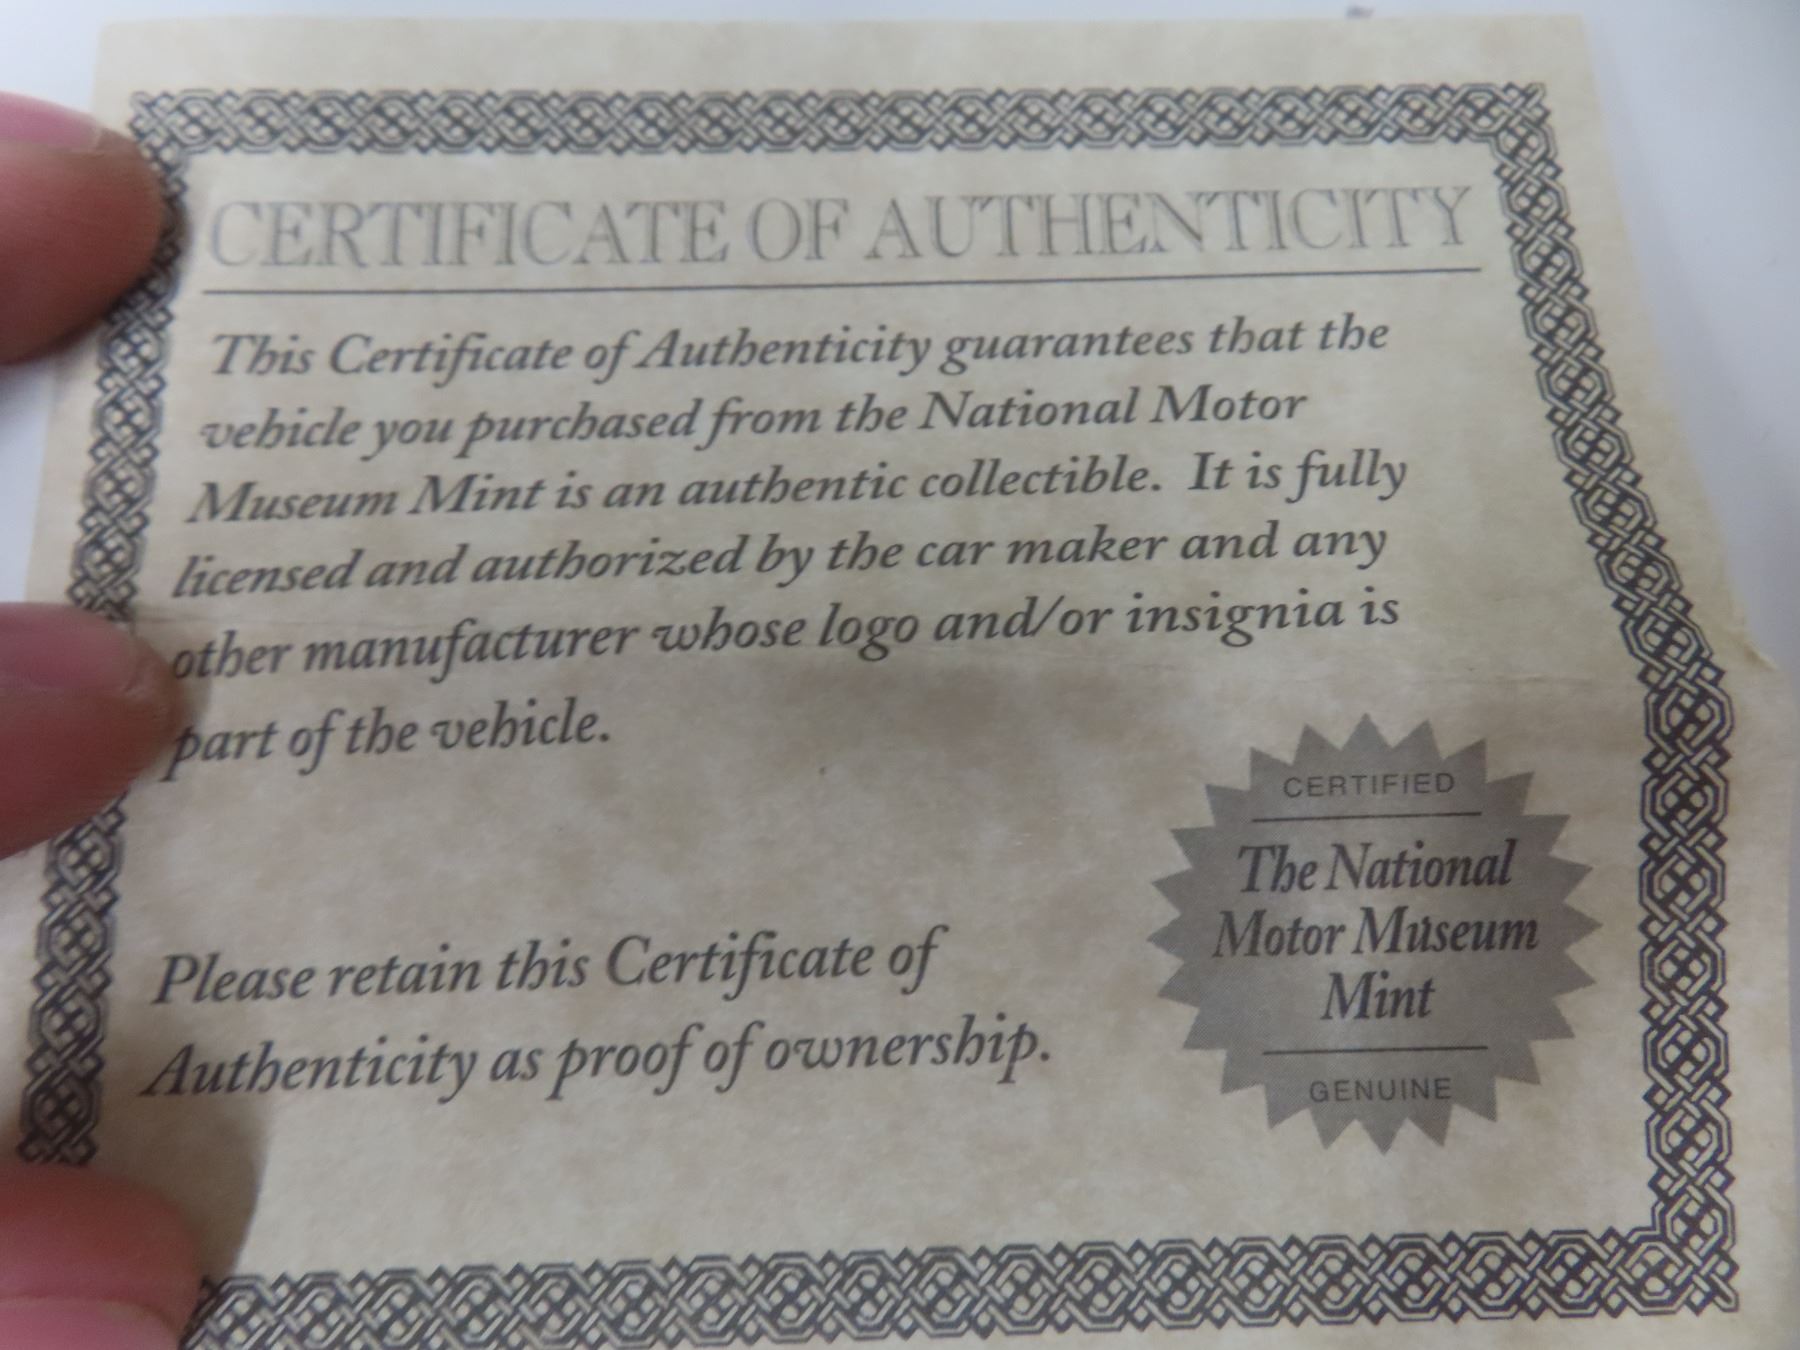 CERTIFICATE OF AUTHENTICITY
This Certificate of Authenticity guarantees that the
vehicle you purchased from the National Motor
Museum Mint is an authentic collectible. It is fully
licensed and authorized by the car maker and any
other manufacturer whose logo and/or insignia is
part of the vehicle.
Please retain this Certificate of
Authenticity as proof of ownership.
CERTIFIED
The National
Motor Museum
Mint
GENUINE